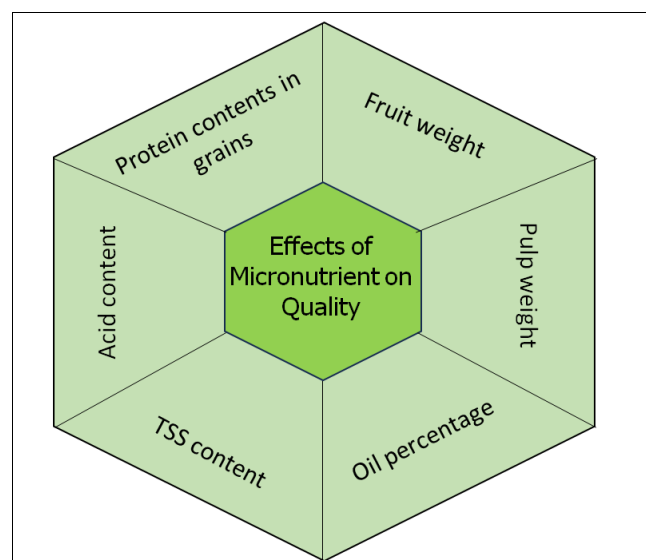 Protein contents in
grains
Fruit weight
Acid content
Effects of
Micronutrient on
Quality
Pulp weight
TSS content
Oil percentage